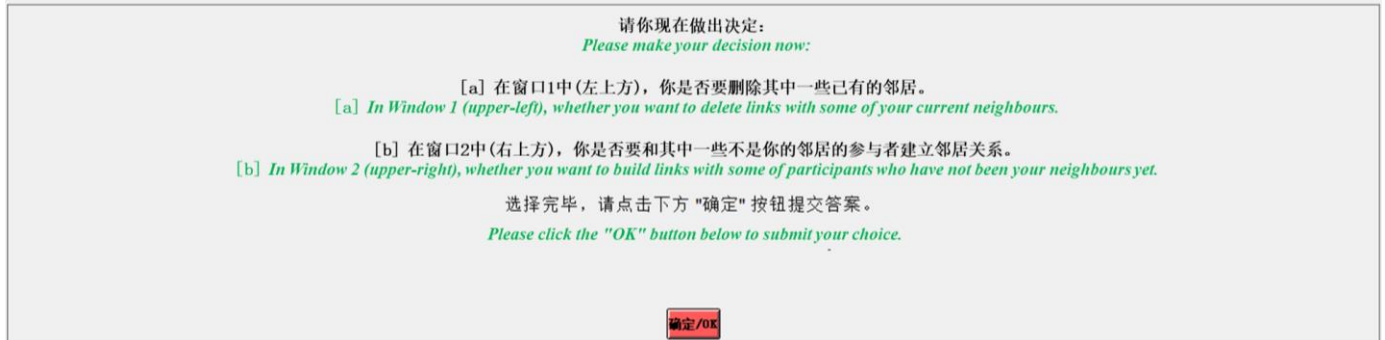 请你现在做出决定：
Please make your decision now:
[a] 在窗口1中(左上方)，你是否要删除其中一些已有的邻居。
[a] In Window 1 (upper-left), whether you want to delete links with some of your current neighbours.
[b] 在窗口2中(右上方)，你是否要和其中一些不是你的邻居的参与者建立邻居关系。
[b] In Window 2 (upper-right), whether you want to build links with some of participants who have not been your neighbours yet.
选择完毕，请点击下方 "确定" 按钮提交答案。
Please click the "OK" button below to submit your choice.
确定/OK